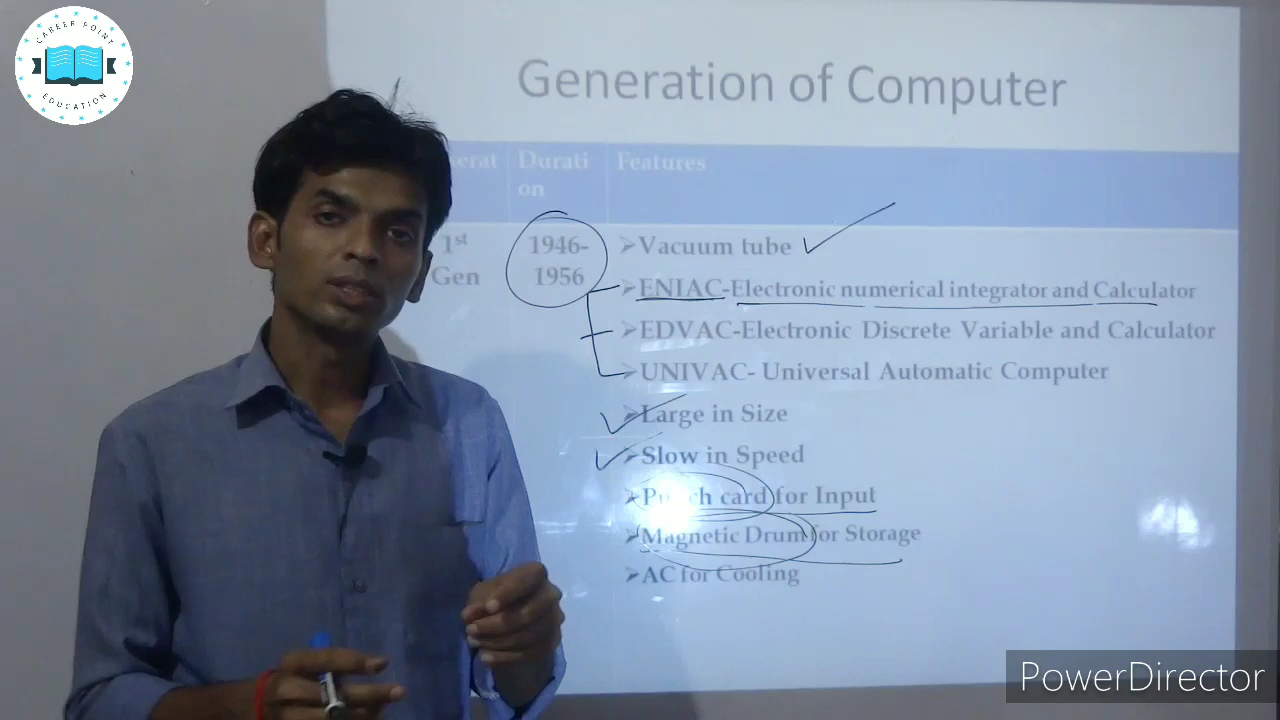 CAREER POINT
EDUCATION
Generation of Computer
Durati
on
Features
1st
Gen
1946-
1956
➢Vacuum tube
➢ENIAC-Electronic numerical integrator and Calculator
➢EDVAC-Electronic Discrete Variable and Calculator
➢UNIVAC- Universal Automatic Computer
➢Large in Size
➢Slow in Speed
➢Punch card for Input
➢Magnetic Drum for Storage
➢AC for Cooling
PowerDirector